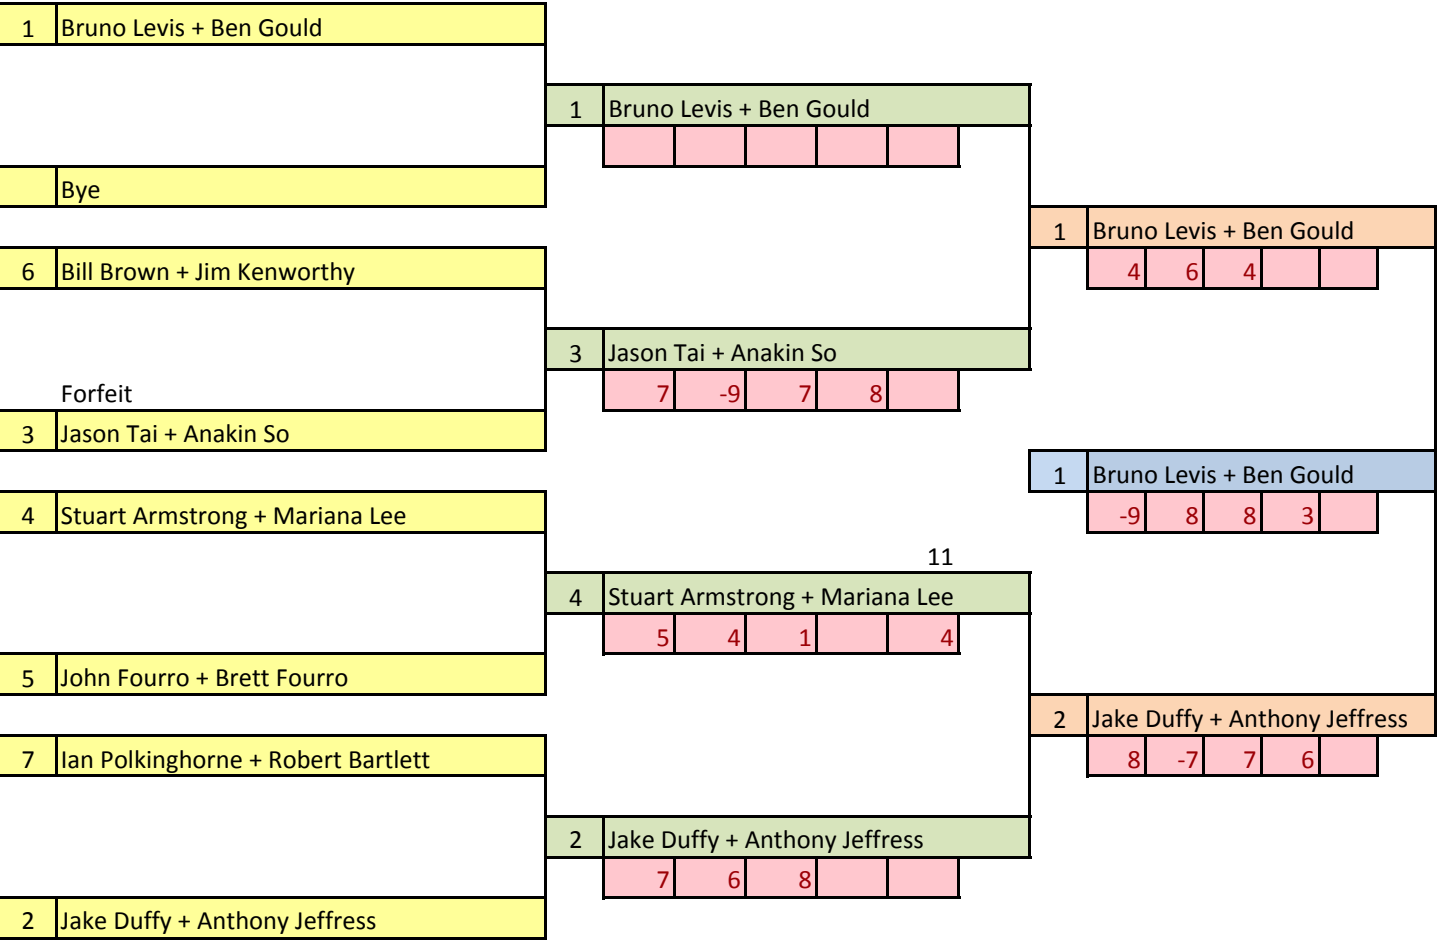 1 Bruno Levis + Ben Gould
1 Bruno Levis + Ben Gould
Bye
1 Bruno Levis + Ben Gould
6 Bill Brown + Jim Kenworthy
4 6 4
3 Jason Tai + Anakin So
Forfeit
7 -9 7 8
3 Jason Tai + Anakin So
1 Bruno Levis + Ben Gould
4 Stuart Armstrong + Mariana Lee
-9 8 8 3
11
4 Stuart Armstrong + Mariana Lee
5 4 1 4
5 John Fourro + Brett Fourro
2 Jake Duffy + Anthony Jeffress
7 Ian Polkinghorne + Robert Bartlett
8 -7 7 6
2 Jake Duffy + Anthony Jeffress
7 6 8
2 Jake Duffy + Anthony Jeffress